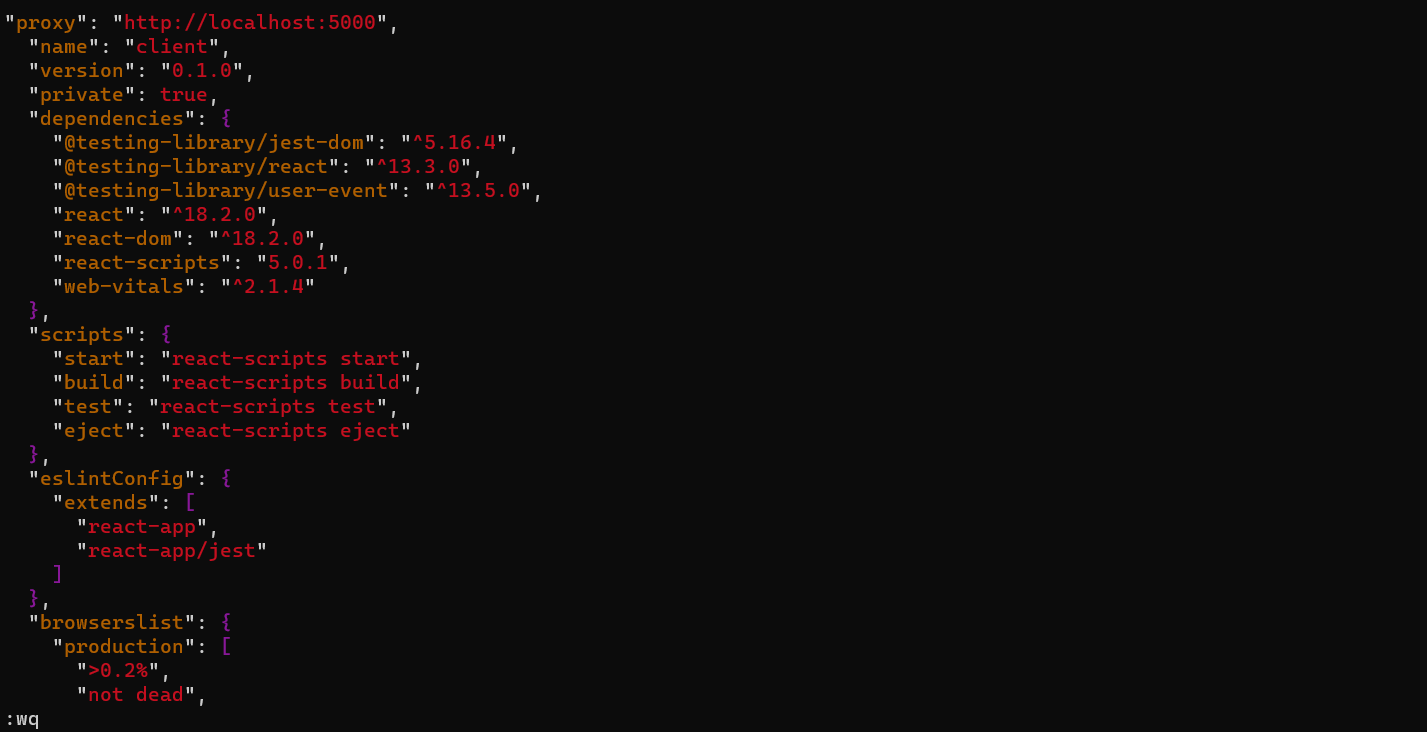 "proxy": "http://localhost:5000",
  "name": "client",
  "version": "0.1.0",
  "private": true,
  "dependencies": {
    "@testing-library/jest-dom": "^5.16.4",
    "@testing-library/react": "^13.3.0",
    "@testing-library/user-event": "^13.5.0",
    "react": "^18.2.0",
    "react-dom": "^18.2.0",
    "react-scripts": "5.0.1",
    "web-vitals": "^2.1.4"
  },
  "scripts": {
    "start": "react-scripts start",
    "build": "react-scripts build",
    "test": "react-scripts test",
    "eject": "react-scripts eject"
  },
  "eslintConfig": {
    "extends": [
      "react-app",
      "react-app/jest"
    ]
  },
  "browserslist": {
    "production": [
      ">0.2%",
      "not dead",
:wq